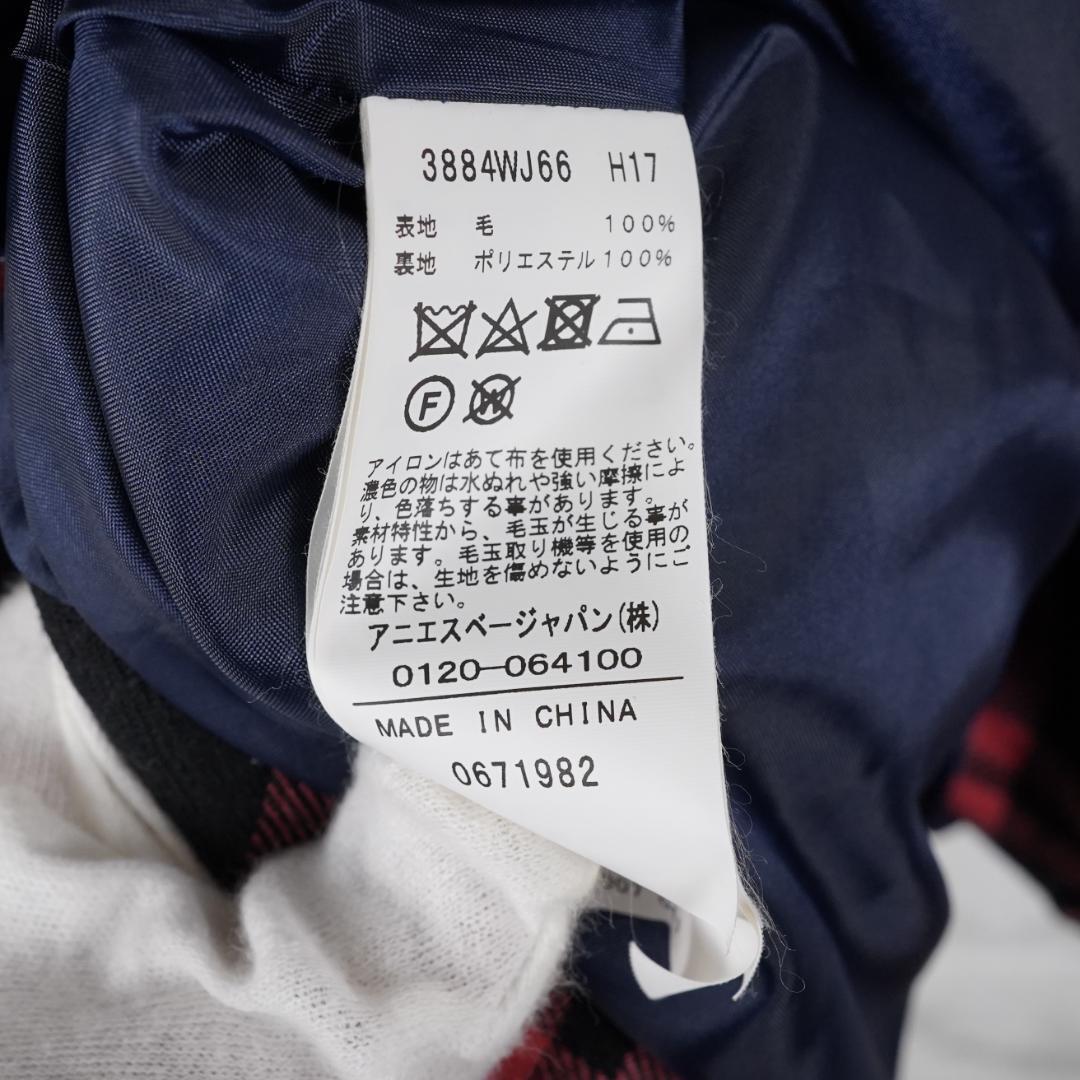 3884WJ66 H17
表地 毛 100%
裏地 ポリエステル100%
F
W
アイロンはあて布を使用ください。
濃色の物は水ぬれや強い摩擦によ
り、色落ちする事があります。
素材特性から、毛玉が生じる事が
あります。毛玉取り機等を使用の
場合は、生地を傷めないようにご
注意下さい。
アニエスベージャパン(株)
0120-064100
MADE IN CHINA
0671982